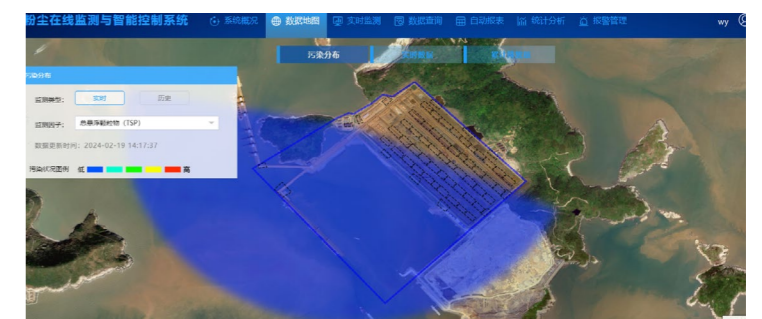 粉尘在线监测与智能控制系统
系统概况 数据地图 实时监测 数据查询 自动报表 统计分析 报警管理 wy
污染分布
污染分布
监测类型： 实时 历史
监测因子： 总悬浮颗粒物（TSP）
数据更新时间：2024-02-19 14:17:37
污染状况图例 低 高